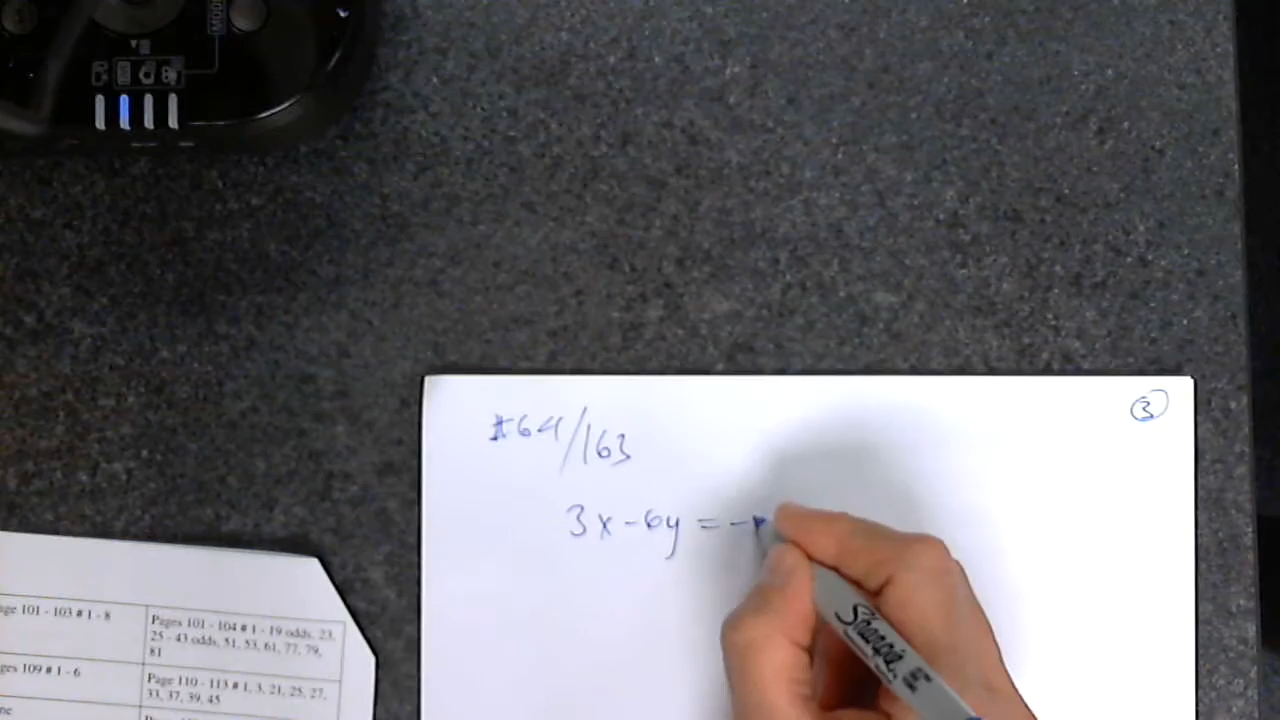 MOD
#64/163
3
3x - 6y = -
Sharpie
Page 101 - 103 # 1 - 8
Pages 101 - 104 # 1 - 19 odds, 23,
25 - 43 odds, 51, 53, 61, 77, 79,
81
ges 109 # 1 - 6
Pages 110 - 113 # 1, 3, 21, 25, 27,
33, 37, 39, 45